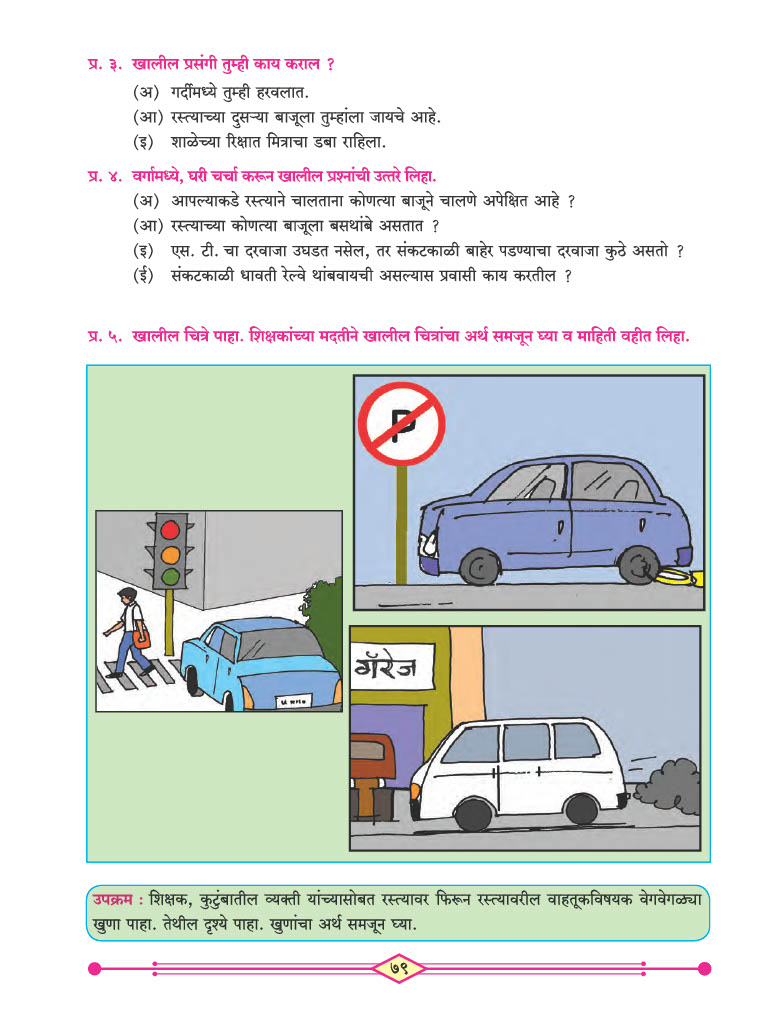 प्र. ३. खालील प्रसंगी तुम्ही काय कराल ?
(अ) गर्दीमध्ये तुम्ही हरवलात.
(आ) रस्त्याच्या दुसऱ्या बाजूला तुम्हांला जायचे आहे.
(इ) शाळेच्या रिक्षात मित्राचा डबा राहिला.
प्र. ४. वर्गामध्ये, घरी चर्चा करून खालील प्रश्नांची उत्तरे लिहा.
(अ) आपल्याकडे रस्त्याने चालताना कोणत्या बाजूने चालणे अपेक्षित आहे ?
(आ) रस्त्याच्या कोणत्या बाजूला बसथांबे असतात ?
(इ) एस. टी. चा दरवाजा उघडत नसेल, तर संकटकाळी बाहेर पडण्याचा दरवाजा कुठे असतो ?
(ई) संकटकाळी धावती रेल्वे थांबवायची असल्यास प्रवासी काय करतील ?
प्र. ५. खालील चित्रे पाहा. शिक्षकांच्या मदतीने खालील चित्रांचा अर्थ समजून घ्या व माहिती वहीत लिहा.
P
गॅरेज
उपक्रम : शिक्षक, कुटुंबातील व्यक्ती यांच्यासोबत रस्त्यावर फिरून रस्त्यावरील वाहतूकविषयक वेगवेगळ्या
खुणा पाहा. तेथील दृश्ये पाहा. खुणांचा अर्थ समजून घ्या.
७९